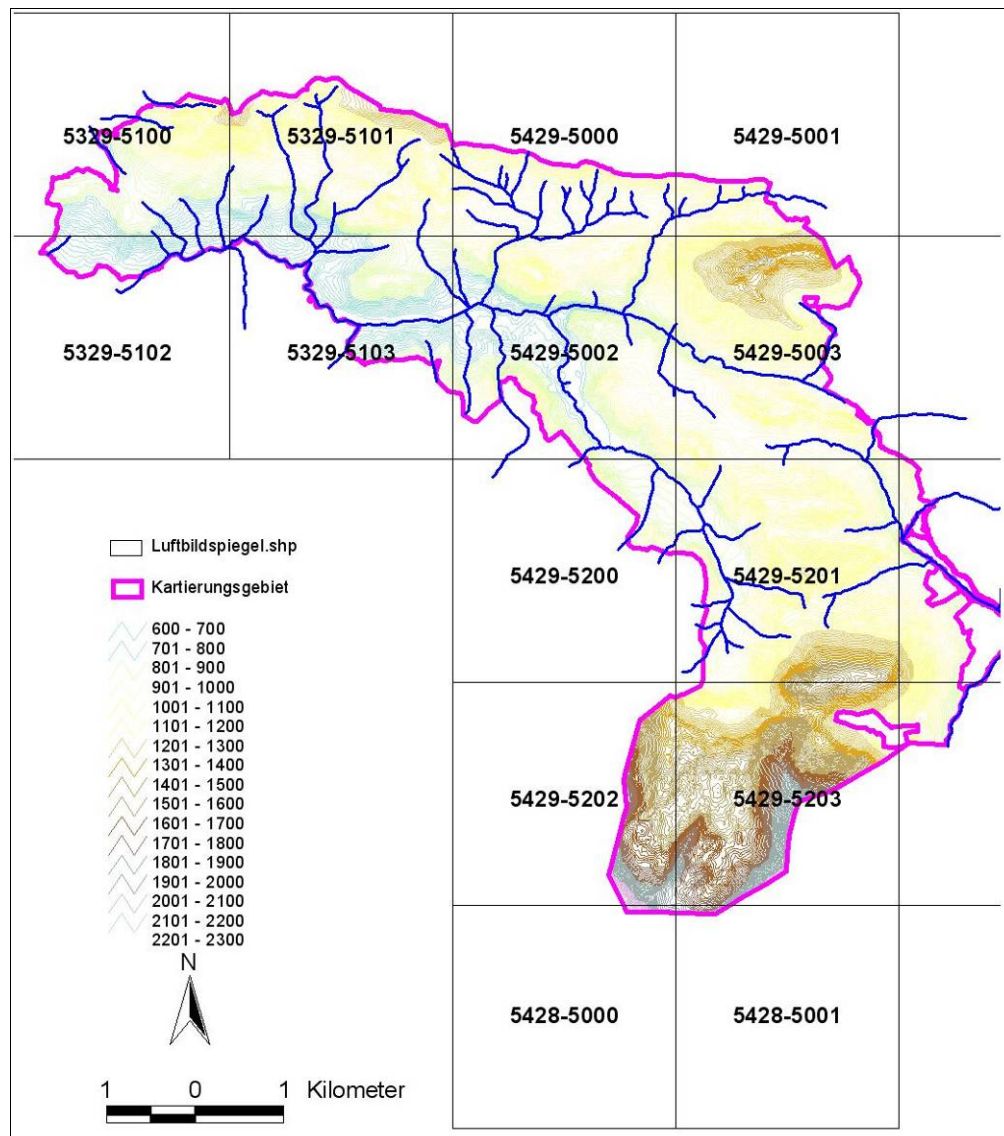 5329-5100 5329-5101 5429-5000 5429-5001
5329-5102 5329-5103 5429-5002 5429-5003
5429-5200 5429-5201
5429-5202 5429-5203
5428-5000 5428-5001
Luftbildspiegel.shp
Kartierungsgebiet
600 - 700
701 - 800
801 - 900
901 - 1000
1001 - 1100
1101 - 1200
1201 - 1300
1301 - 1400
1401 - 1500
1501 - 1600
1601 - 1700
1701 - 1800
1801 - 1900
1901 - 2000
2001 - 2100
2101 - 2200
2201 - 2300
N
1 0 1 Kilometer